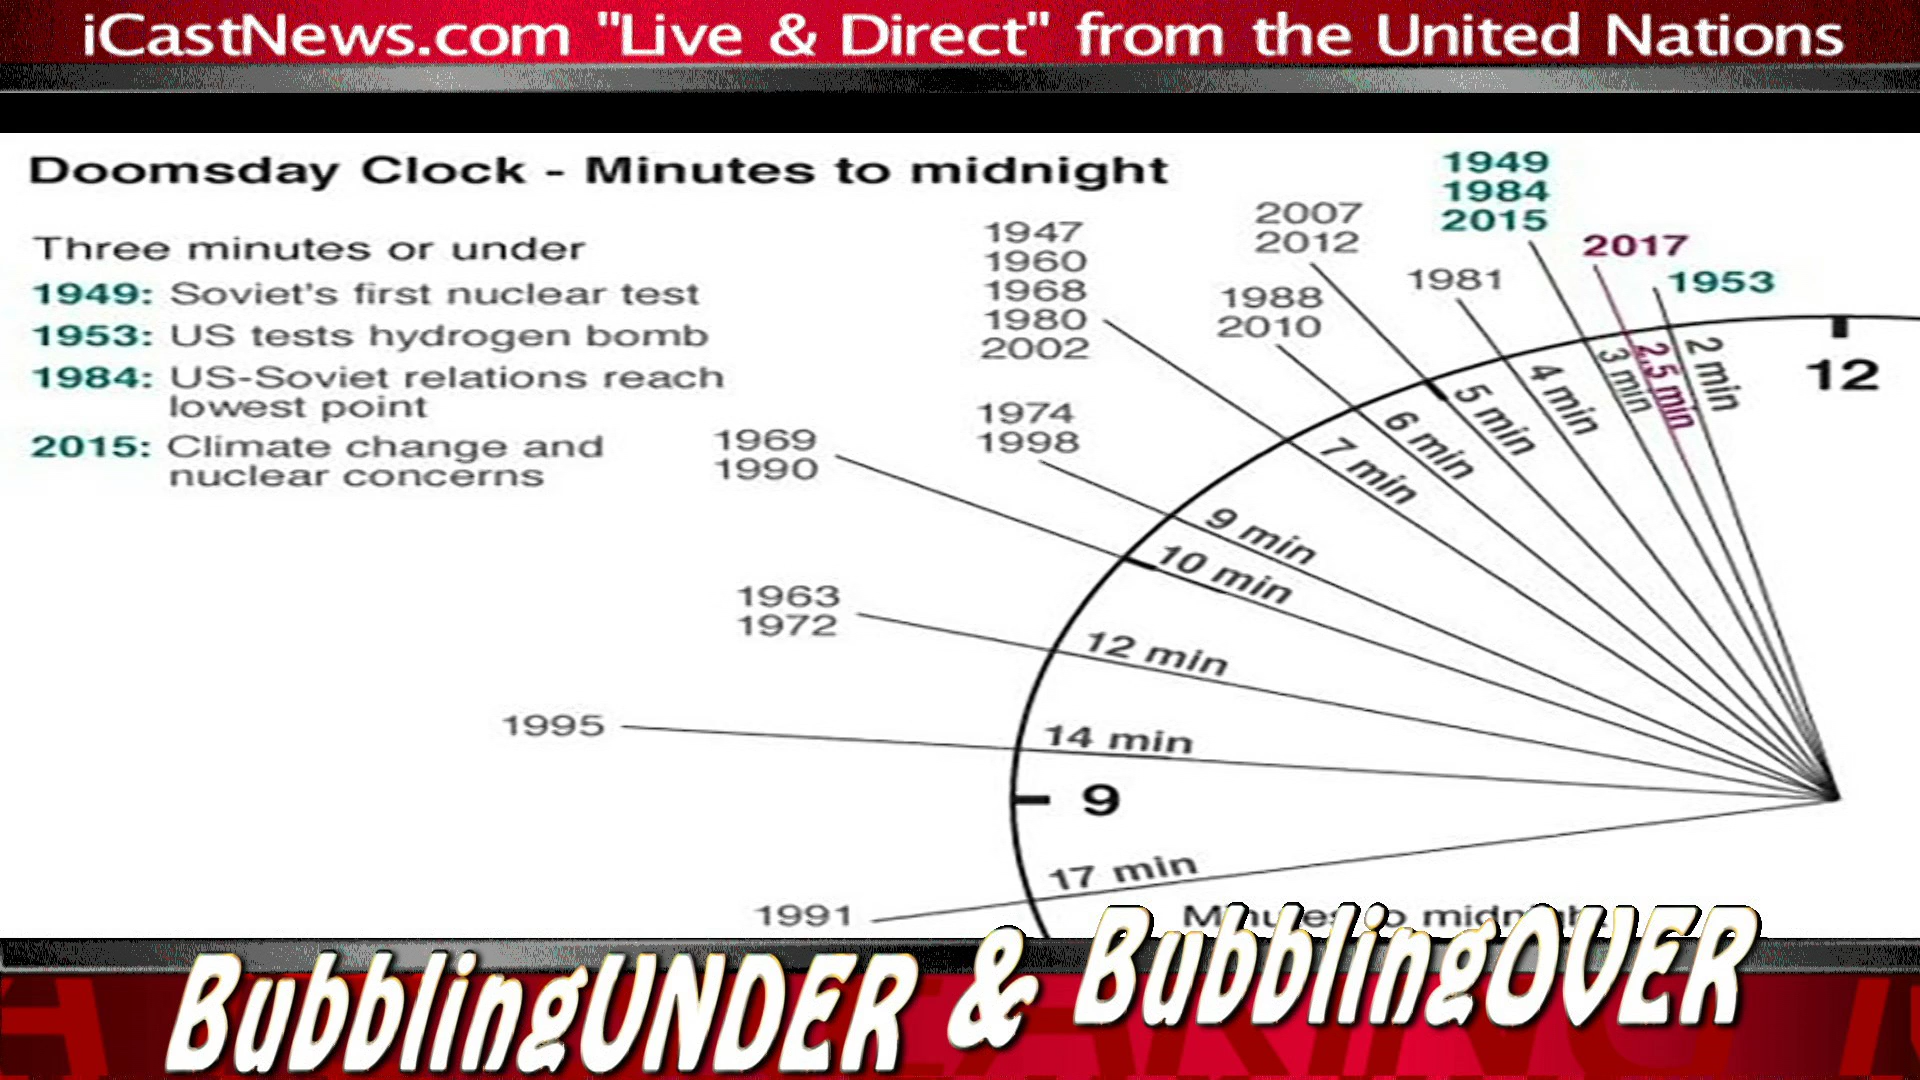 iCastNews.com "Live & Direct" from the United Nations
Doomsday Clock - Minutes to midnight
Three minutes or under
1949: Soviet's first nuclear test
1953: US tests hydrogen bomb
1984: US-Soviet relations reach
lowest point
2015: Climate change and
nuclear concerns
1969
1990
1947
1960
1968
1980
2002
1974
1998
2007
2012
1988
2010
1981
1949
1984
2015
2017
1953
12
2 min
2.5 min
3 min
4 min
5 min
6 min
7 min
9 min
10 min
1963
1972
12 min
1995
14 min
9
17 min
1991
Minutes to midnight
BubblingUNDER & BubblingOVER